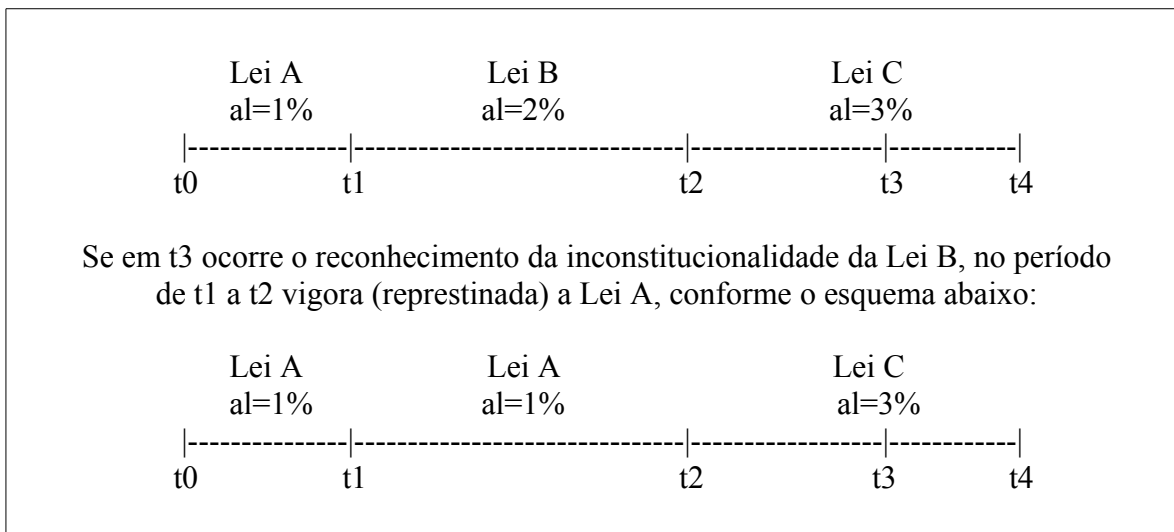 Lei A Lei B Lei C
al=1% al=2% al=3%
|---------------|-------------------------------|------------------|------------|
t0 t1 t2 t3 t4
Se em t3 ocorre o reconhecimento da inconstitucionalidade da Lei B, no período
de t1 a t2 vigora (represtinada) a Lei A, conforme o esquema abaixo:
Lei A Lei A Lei C
al=1% al=1% al=3%
|---------------|-------------------------------|------------------|------------|
t0 t1 t2 t3 t4